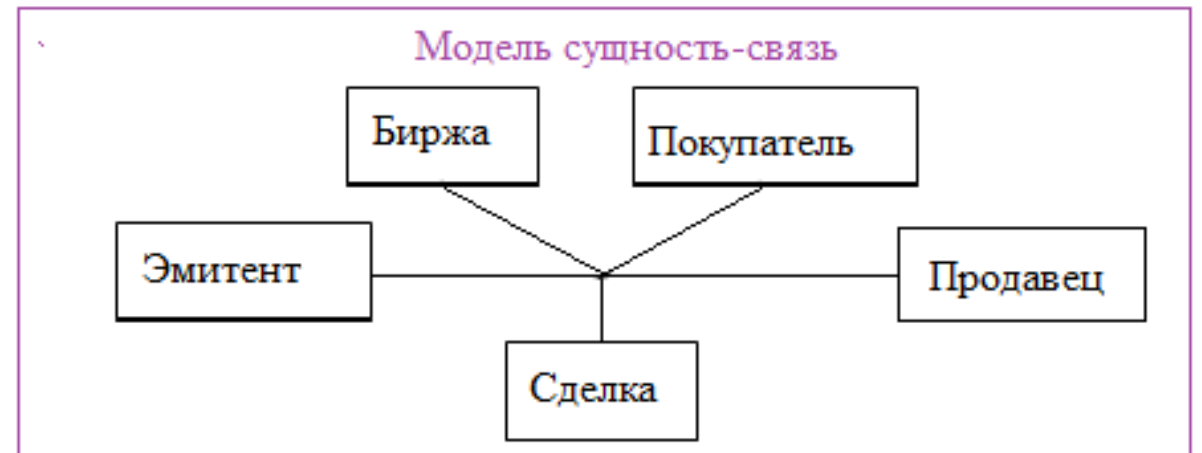 Модель сущность-связь
Биржа
Покупатель
Эмитент
Продавец
Сделка